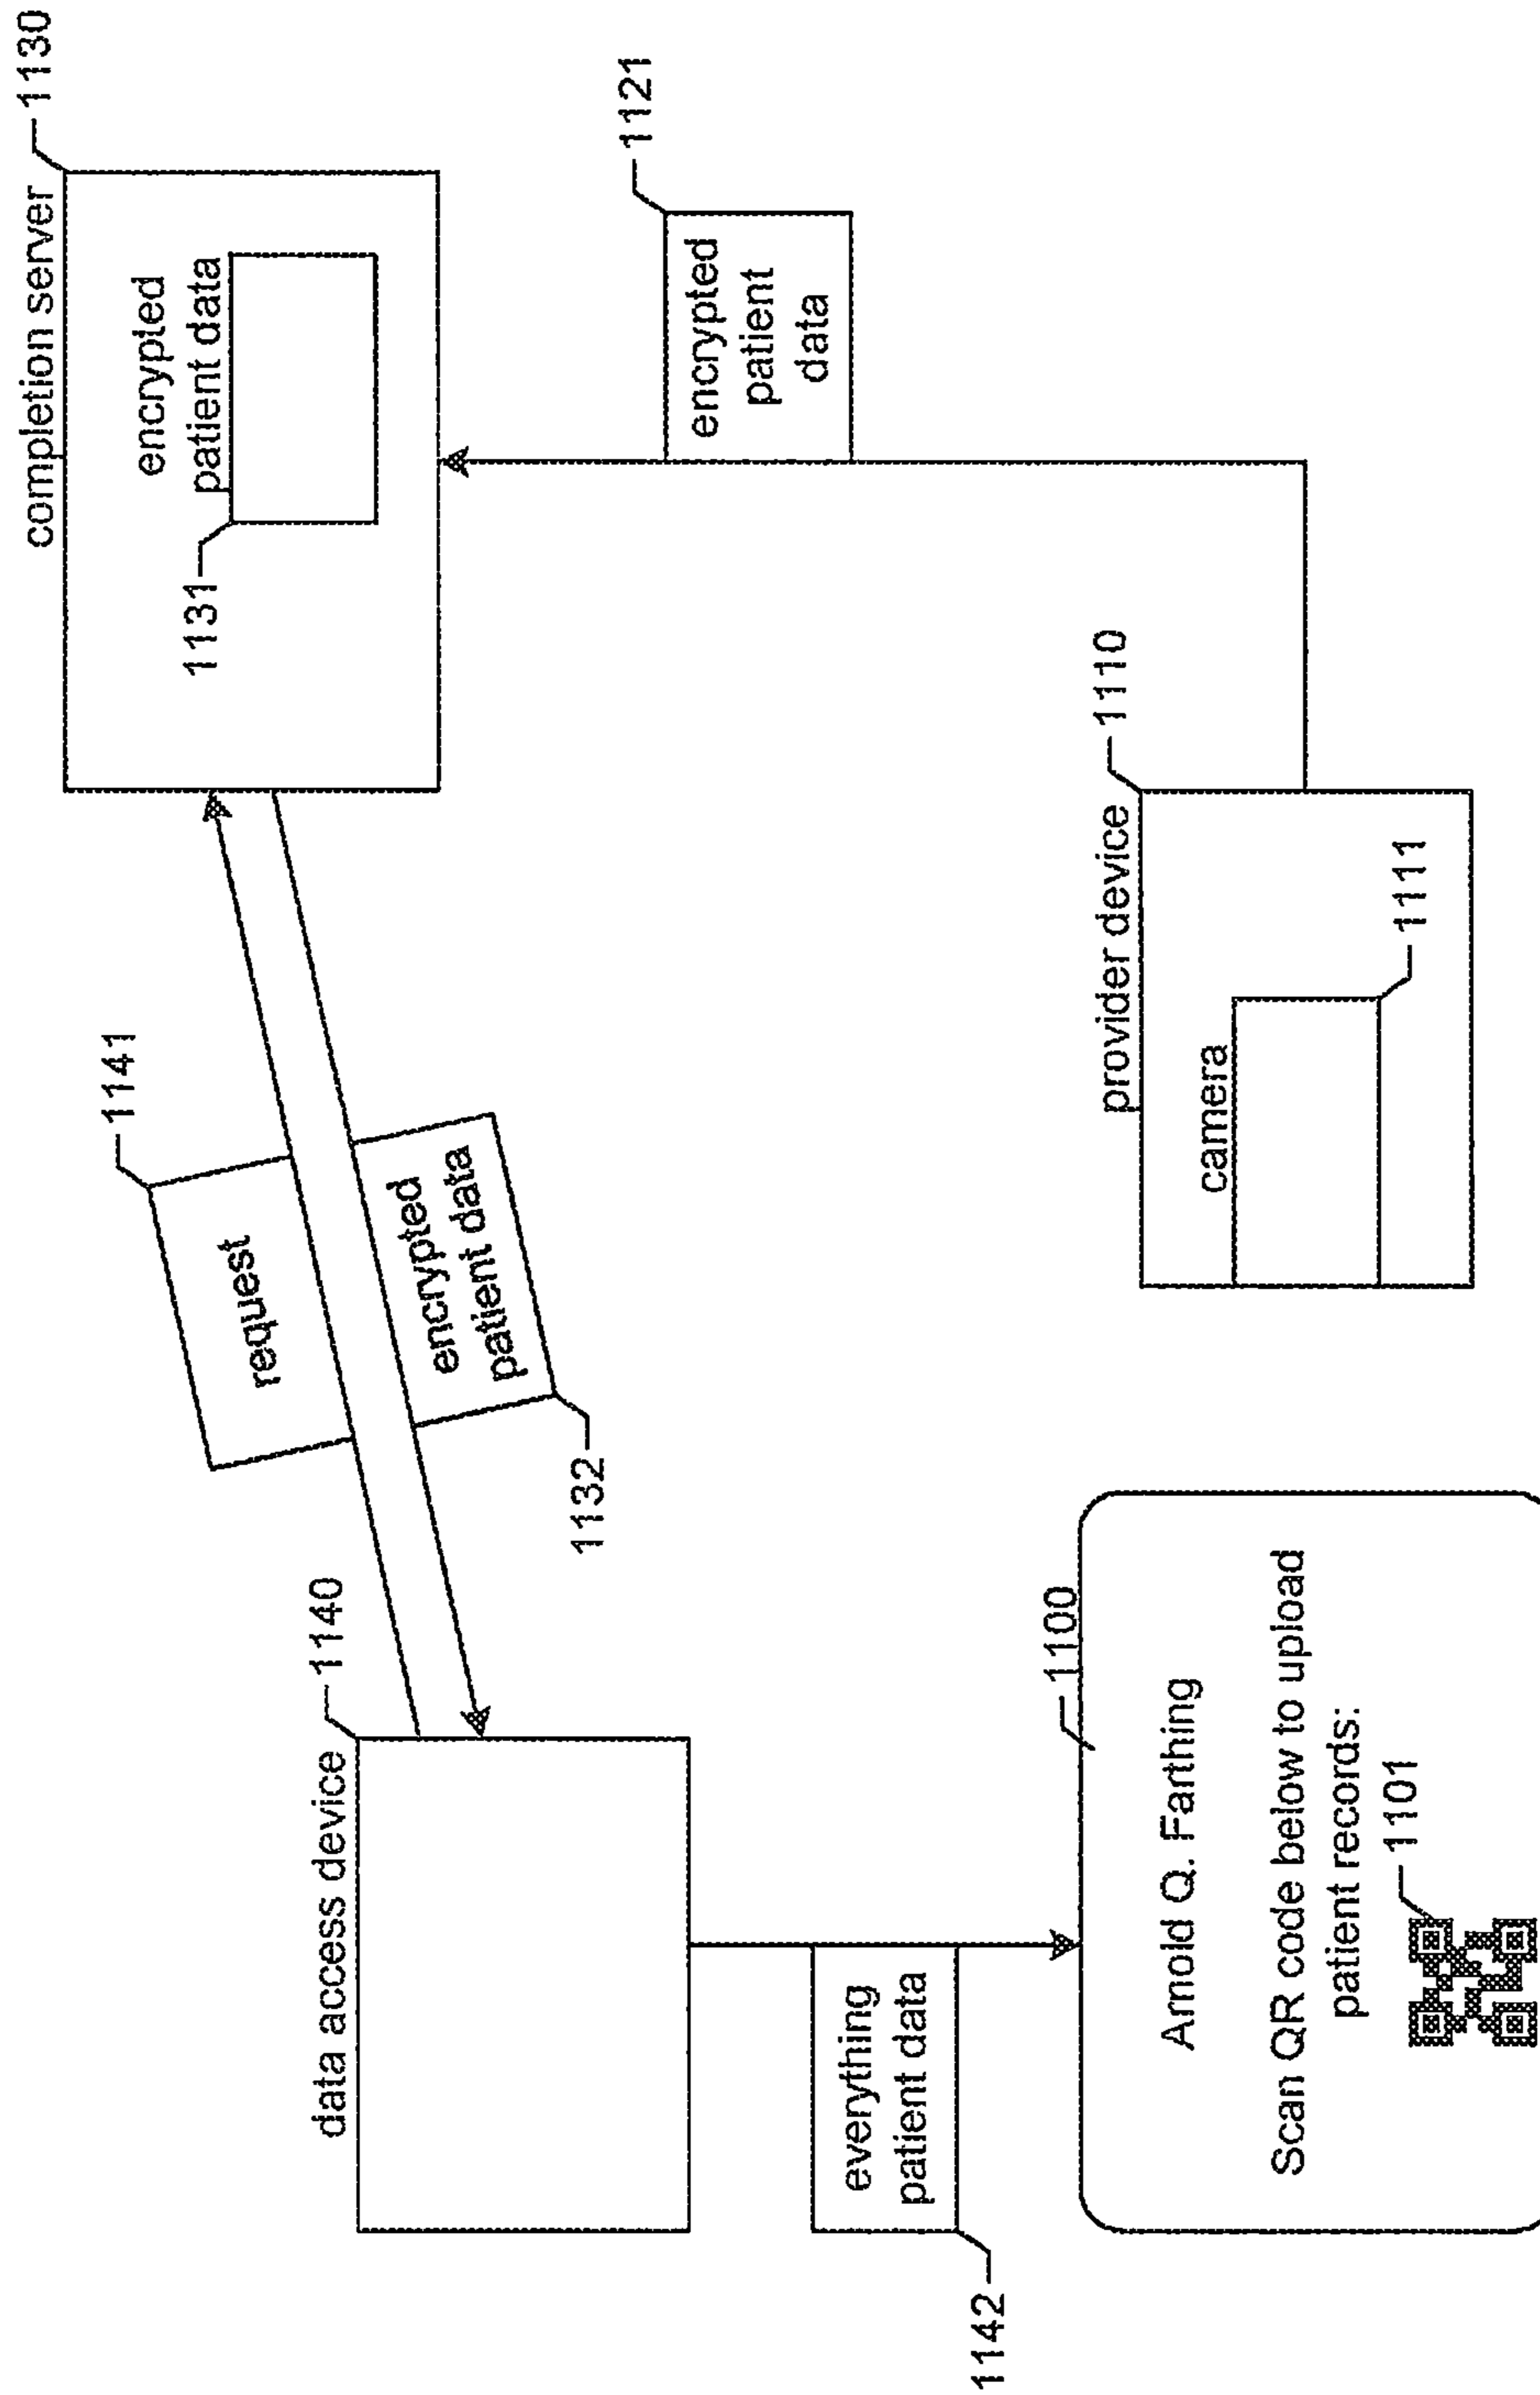 data access device
1140
1141
request
encrypted
patient data
1132
completion server
1130
encrypted
patient data
1131
everything
patient data
1142
encrypted
patient
data
1121
1100
Arnold Q. Farthing
Scan QR code below to upload
patient records:
1101
provider device
1110
camera
1111